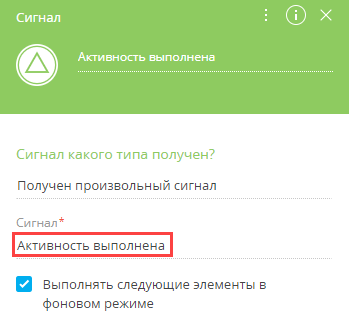 Сигнал
Активность выполнена
Сигнал какого типа получен?
Получен произвольный сигнал
Сигнал*
Активность выполнена
Выполнять следующие элементы в
фоновом режиме